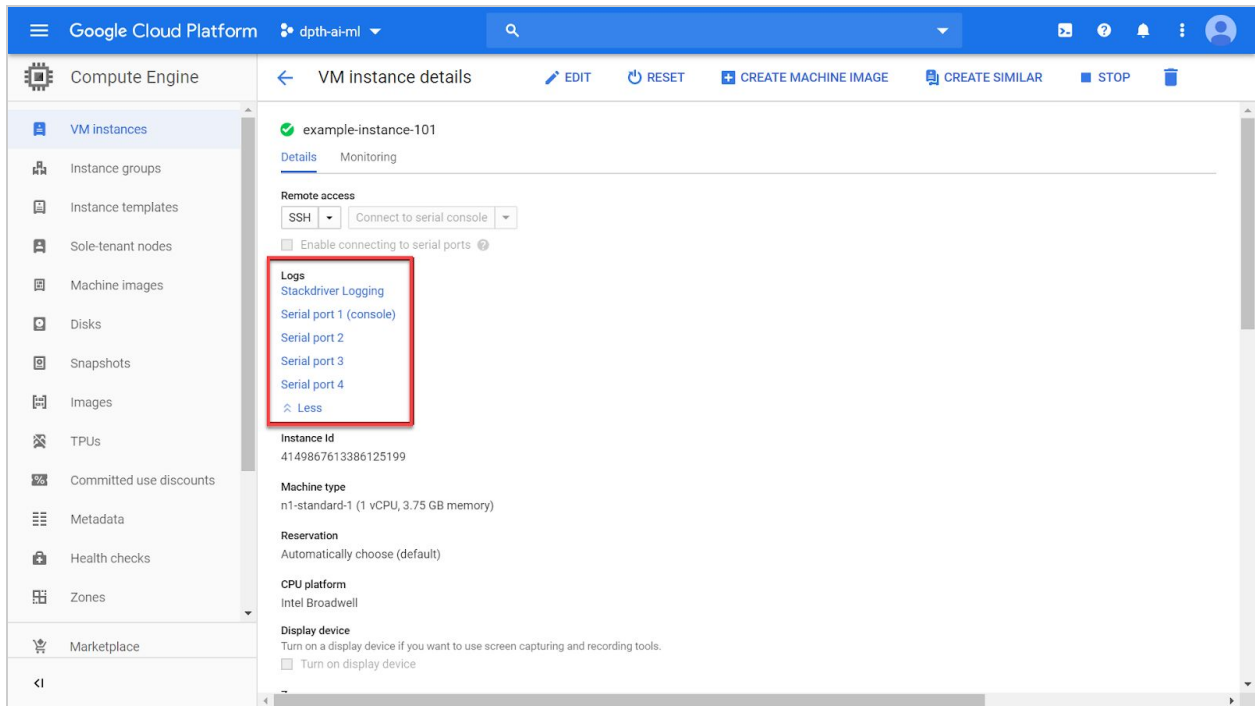 Google Cloud Platform
dpth-ai-ml
Compute Engine
VM instance details
EDIT
RESET
CREATE MACHINE IMAGE
CREATE SIMILAR
STOP
VM instances
Instance groups
Instance templates
Sole-tenant nodes
Machine images
Disks
Snapshots
Images
TPUs
Committed use discounts
Metadata
Health checks
Zones
Marketplace
example-instance-101
Details Monitoring
Remote access
SSH Connect to serial console
Enable connecting to serial ports
Logs
Stackdriver Logging
Serial port 1 (console)
Serial port 2
Serial port 3
Serial port 4
Less
Instance Id
4149867613386125199
Machine type
n1-standard-1 (1 vCPU, 3.75 GB memory)
Reservation
Automatically choose (default)
CPU platform
Intel Broadwell
Display device
Turn on a display device if you want to use screen capturing and recording tools.
Turn on display device